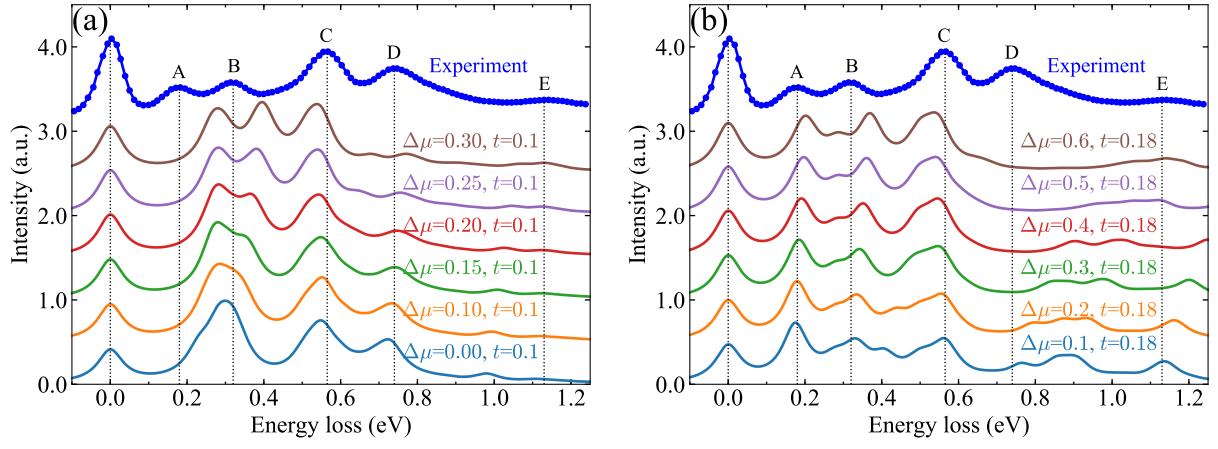 (a)
4.0
3.0
2.0
1.0
0.0
Intensity (a.u.)
A
B
C
D
E
Experiment
Δμ=0.30, t=0.1
Δμ=0.25, t=0.1
Δμ=0.20, t=0.1
Δμ=0.15, t=0.1
Δμ=0.10, t=0.1
Δμ=0.00, t=0.1
0.0 0.2 0.4 0.6 0.8 1.0 1.2
Energy loss (eV)
(b)
4.0
3.0
2.0
1.0
0.0
Intensity (a.u.)
A
B
C
D
E
Experiment
Δμ=0.6, t=0.18
Δμ=0.5, t=0.18
Δμ=0.4, t=0.18
Δμ=0.3, t=0.18
Δμ=0.2, t=0.18
Δμ=0.1, t=0.18
0.0 0.2 0.4 0.6 0.8 1.0 1.2
Energy loss (eV)